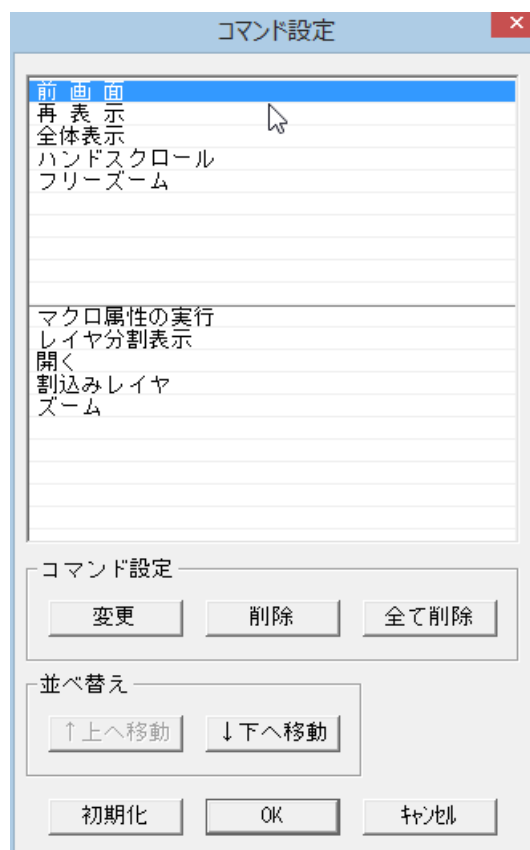 コマンド設定
前 画 面
再 表 示
全体表示
ハンドスクロール
フリーズーム
マクロ属性の実行
レイヤ分割表示
開く
割込みレイヤ
ズーム
コマンド設定
変更 削除 全て削除
並べ替え
↑上へ移動 ↓下へ移動
初期化 OK ｷｬﾝｾﾙ